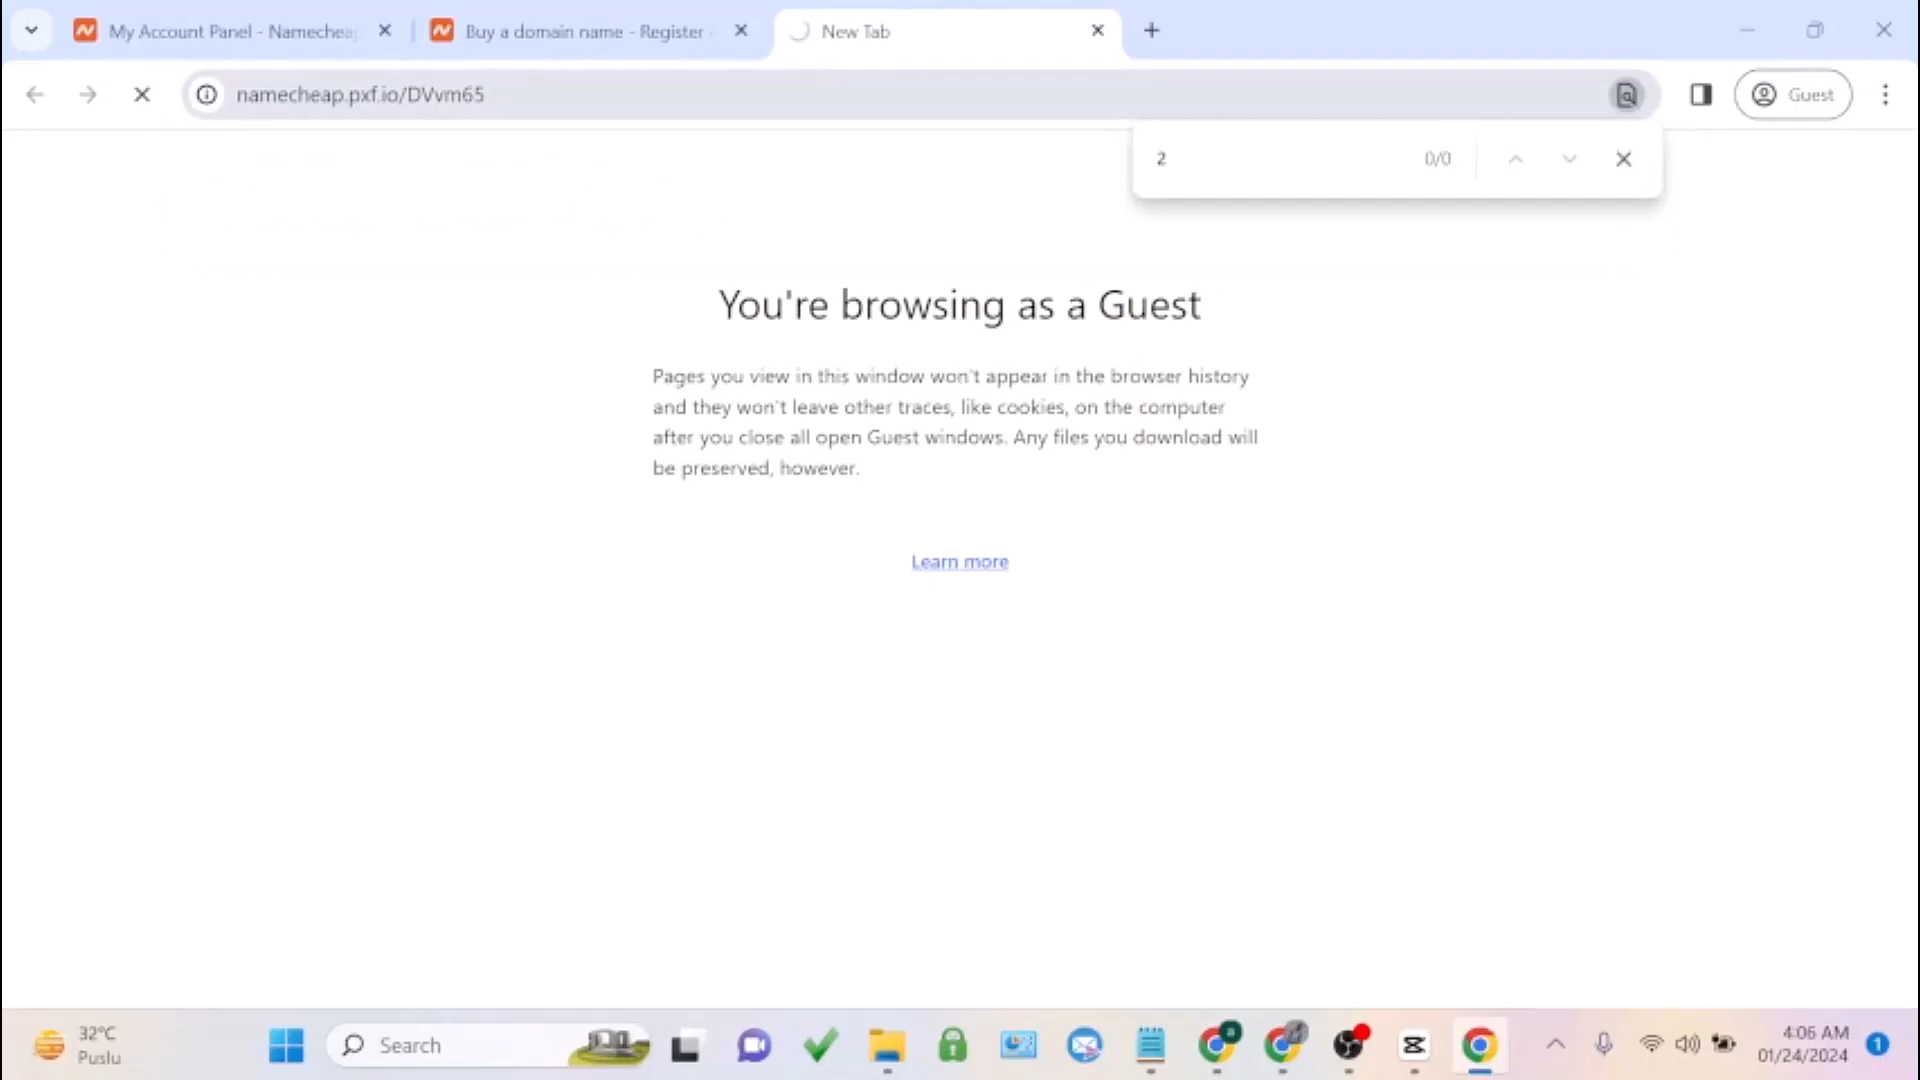 My Account Panel - Namecheap
Buy a domain name - Register
New Tab
namecheap.pxf.io/DVvm65
Guest
2
0/0
You're browsing as a Guest
Pages you view in this window won't appear in the browser history
and they won't leave other traces, like cookies, on the computer
after you close all open Guest windows. Any files you download will
be preserved, however.
Learn more
32°C
Puslu
Search
4:06 AM
01/24/2024
1